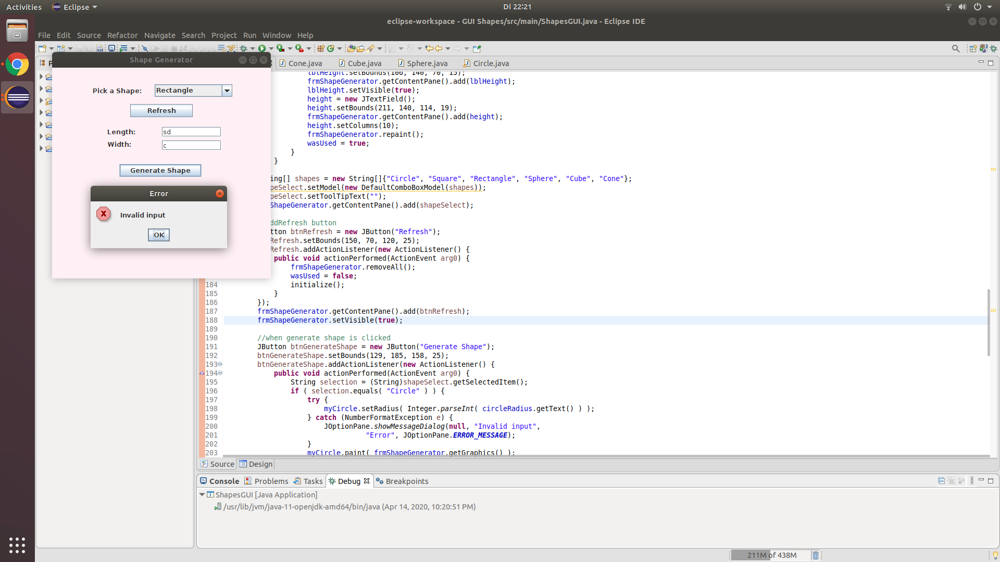 Activities Eclipse Di 22:21
eclipse-workspace - GUI Shapes/src/main/ShapesGUI.java - Eclipse IDE
File Edit Source Refactor Navigate Search Project Run Window Help
Shape Generator
Pick a Shape: Rectangle
Refresh
Length: sd
Width: c
Generate Shape
Error
Invalid input
OK
Cone.java Cube.java Sphere.java Circle.java
lblHeight.setBounds(106, 140, 70, 15);
frmShapeGenerator.getContentPane().add(lblHeight);
lblHeight.setVisible(true);
height = new JTextField();
height.setBounds(211, 140, 114, 19);
frmShapeGenerator.getContentPane().add(height);
height.setColumns(10);
frmShapeGenerator.repaint();
wasUsed = true;
}
}
ing[] shapes = new String[]{"Circle", "Square", "Rectangle", "Sphere", "Cube", "Cone"};
peSelect.setModel(new DefaultComboBoxModel(shapes));
peSelect.setToolTipText("");
ShapeGenerator.getContentPane().add(shapeSelect);
ddRefresh button
tton btnRefresh = new JButton("Refresh");
Refresh.setBounds(150, 70, 120, 25);
Refresh.addActionListener(new ActionListener() {
public void actionPerformed(ActionEvent arg0) {
frmShapeGenerator.removeAll();
wasUsed = false;
184 initialize();
185 }
186 });
187 frmShapeGenerator.getContentPane().add(btnRefresh);
188 frmShapeGenerator.setVisible(true);
189
190 //when generate shape is clicked
191 JButton btnGenerateShape = new JButton("Generate Shape");
192 btnGenerateShape.setBounds(129, 185, 158, 25);
193 btnGenerateShape.addActionListener(new ActionListener() {
194 public void actionPerformed(ActionEvent arg0) {
195 String selection = (String)shapeSelect.getSelectedItem();
196 if ( selection.equals( "Circle" ) ) {
197 try {
198 myCircle.setRadius( Integer.parseInt( circleRadius.getText() ) );
199 } catch (NumberFormatException e) {
200 JOptionPane.showMessageDialog(null, "Invalid input",
201 "Error", JOptionPane.ERROR_MESSAGE);
202 }
203 myCircle.paint( frmShapeGenerator.getGraphics() );
Source Design
Console Problems Tasks Debug Breakpoints
ShapesGUI [Java Application]
/usr/lib/jvm/java-11-openjdk-amd64/bin/java (Apr 14, 2020, 10:20:51 PM)
211M of 438M